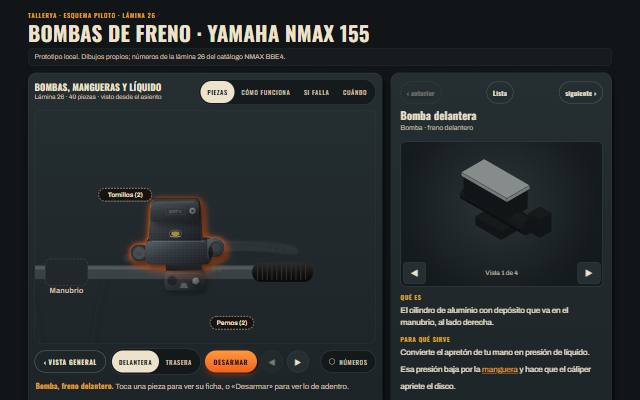 TALLERYA · ESQUEMA PILOTO · LÁMINA 26
BOMBAS DE FRENO · YAMAHA NMAX 155
Prototipo local. Dibujos propios; números de la lámina 26 del catálogo NMAX BBE4.
BOMBAS, MANGUERAS Y LÍQUIDO
Lámina 26 · 40 piezas · visto desde el asiento
PIEZAS
CÓMO FUNCIONA
SI FALLA
CUÁNDO
Tornillos (2)
Manubrio
Pernos (2)
‹ VISTA GENERAL
DELANTERA
TRASERA
DESARMAR
◀
▶
NÚMEROS
Bomba, freno delantero. Toca una pieza para ver su ficha, o «Desarmar» para verlo de adentro.
‹ anterior
Lista
siguiente ›
Bomba delantera
Bomba · freno delantero
◀
Vista 1 de 4
▶
QUÉ ES
El cilindro de aluminio con depósito que va en el
manubrio, al lado derecho.
PARA QUÉ SIRVE
Convierte el apretón de tu mano en presión de líquido.
Esa presión baja por la manguera y hace que el cáliper
apriete el disco.